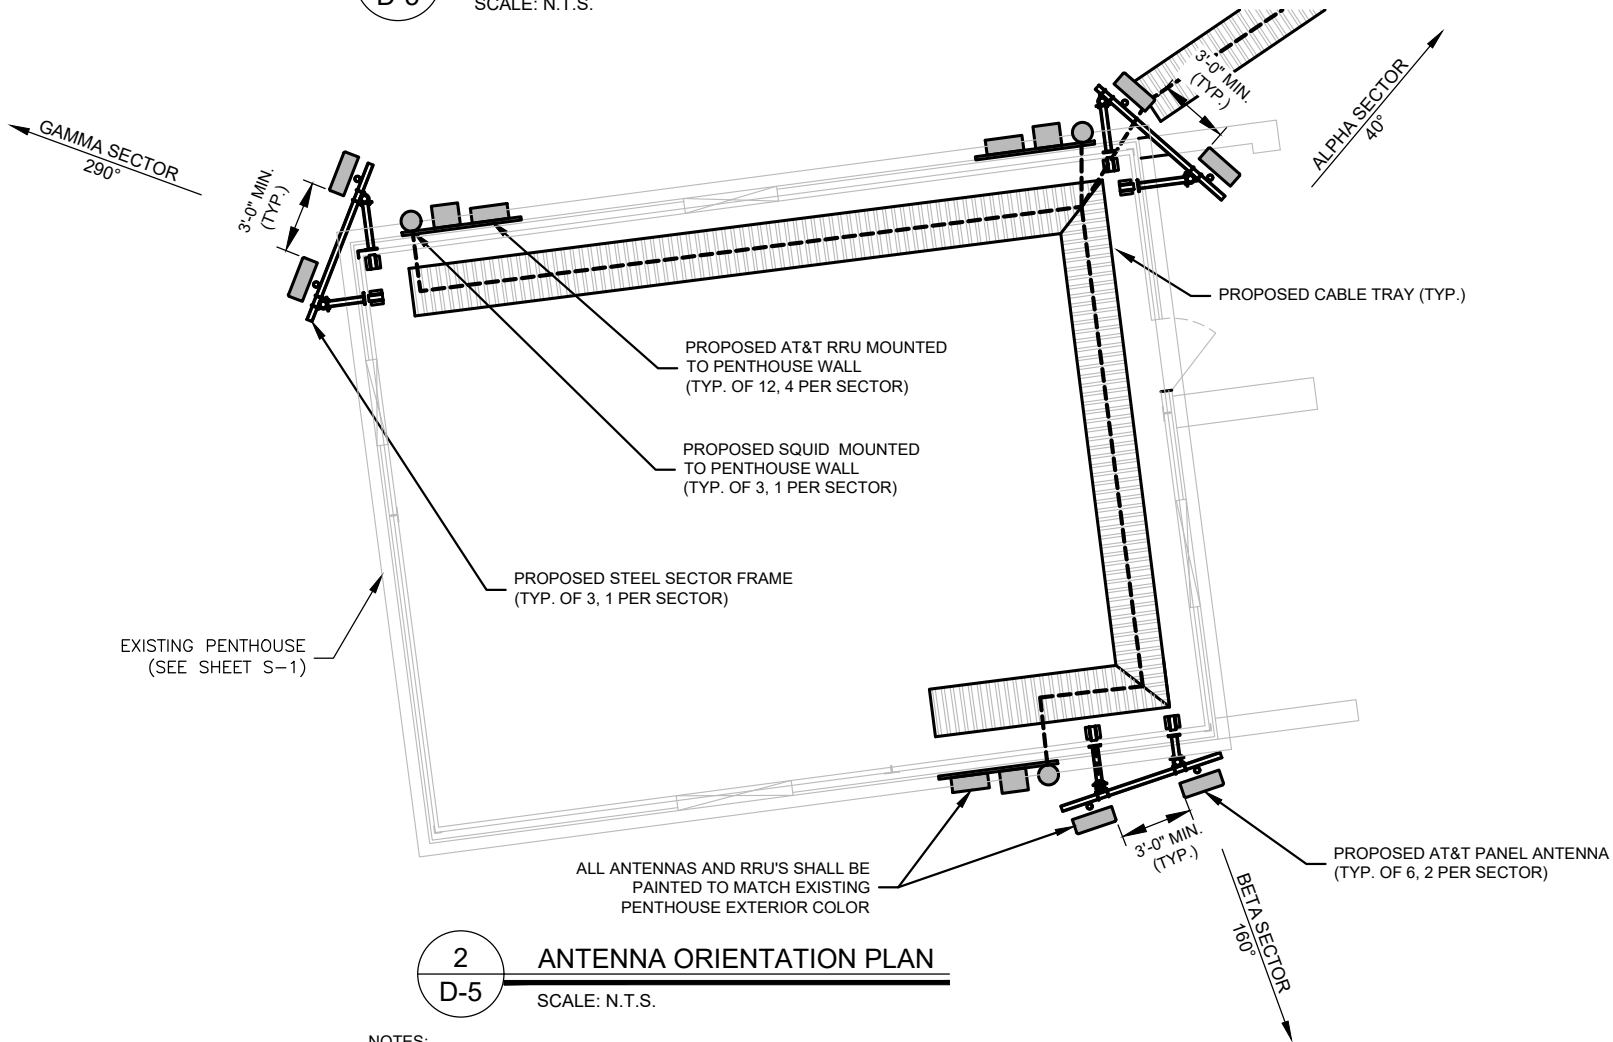 D-6
SCALE: N.T.S.
GAMMA SECTOR
290°
3'-0" MIN.
(TYP.)
3'-0" MIN.
(TYP.)
ALPHA SECTOR
40°
PROPOSED CABLE TRAY (TYP.)
PROPOSED AT&T RRU MOUNTED
TO PENTHOUSE WALL
(TYP. OF 12, 4 PER SECTOR)
PROPOSED SQUID MOUNTED
TO PENTHOUSE WALL
(TYP. OF 3, 1 PER SECTOR)
PROPOSED STEEL SECTOR FRAME
(TYP. OF 3, 1 PER SECTOR)
EXISTING PENTHOUSE
(SEE SHEET S-1)
3'-0" MIN.
(TYP.)
PROPOSED AT&T PANEL ANTENNA
(TYP. OF 6, 2 PER SECTOR)
ALL ANTENNAS AND RRU'S SHALL BE
PAINTED TO MATCH EXISTING
PENTHOUSE EXTERIOR COLOR
BETA SECTOR
160°
2
D-5
ANTENNA ORIENTATION PLAN
SCALE: N.T.S.
NOTES: